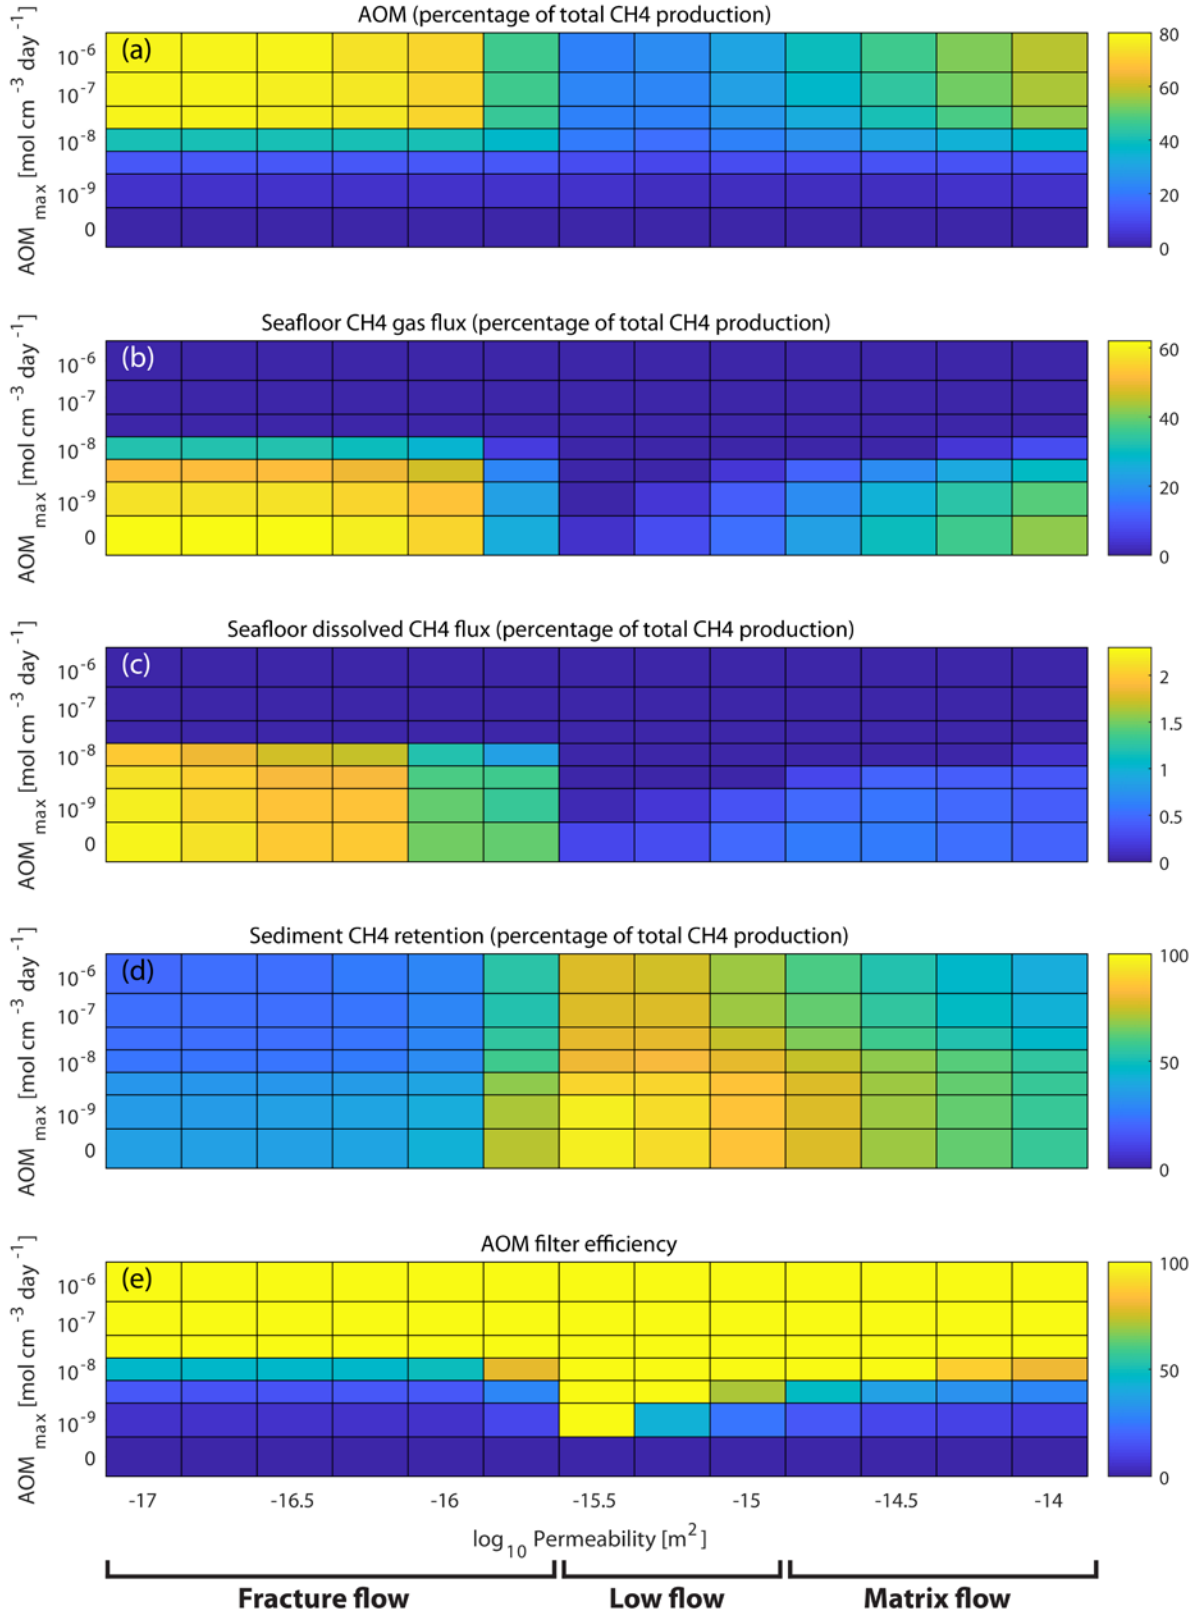 AOM (percentage of total CH4 production)
(a)
AOM max [mol cm -3 day -1]
10-6
10-7
10-8
10-9
0
80
60
40
20
0
Seafloor CH4 gas flux (percentage of total CH4 production)
(b)
AOM max [mol cm -3 day -1]
10-6
10-7
10-8
10-9
0
60
40
20
0
Seafloor dissolved CH4 flux (percentage of total CH4 production)
(c)
AOM max [mol cm -3 day -1]
10-6
10-7
10-8
10-9
0
2
1.5
1
0.5
0
Sediment CH4 retention (percentage of total CH4 production)
(d)
AOM max [mol cm -3 day -1]
10-6
10-7
10-8
10-9
0
100
50
0
AOM filter efficiency
(e)
AOM max [mol cm -3 day -1]
10-6
10-7
10-8
10-9
0
100
50
0
-17 -16.5 -16 -15.5 -15 -14.5 -14
log10 Permeability [m2]
Fracture flow Low flow Matrix flow